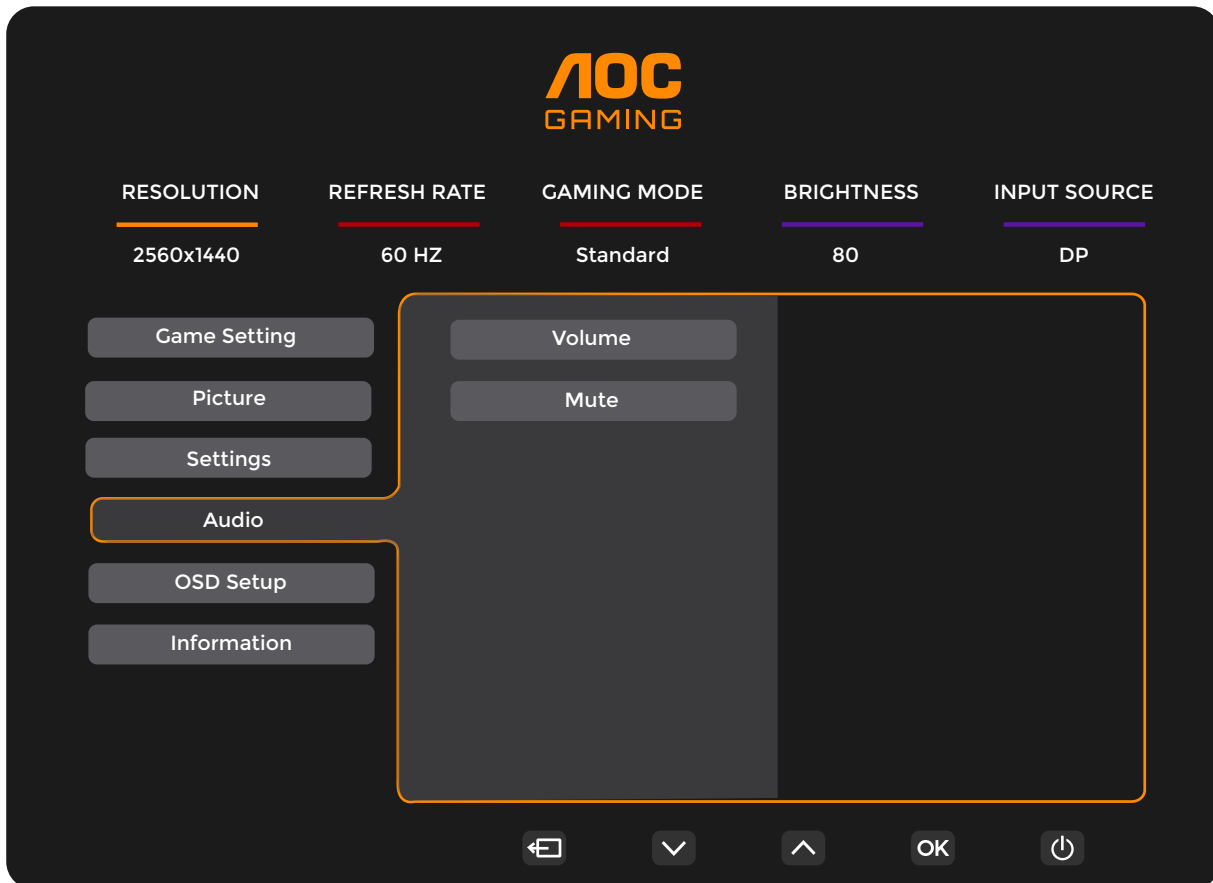 AOC
GAMING
RESOLUTION REFRESH RATE GAMING MODE BRIGHTNESS INPUT SOURCE
2560x1440 60 HZ Standard 80 DP
Game Setting
Volume
Picture
Mute
Settings
Audio
OSD Setup
Information
OK